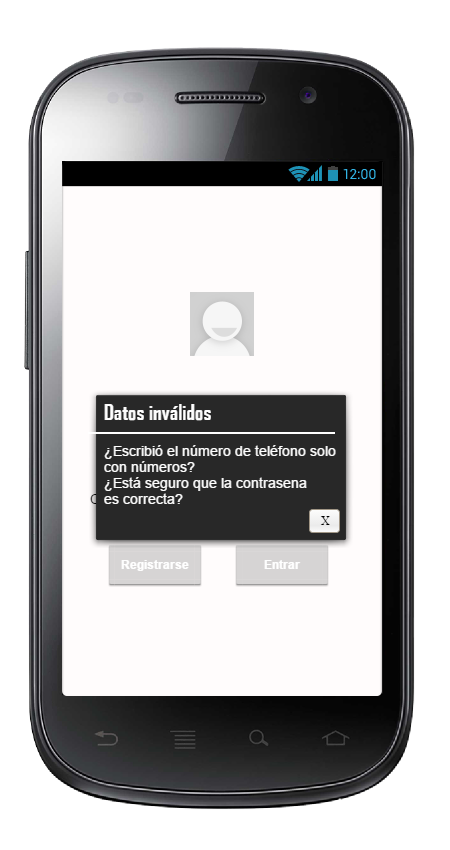 12:00
Datos inválidos
¿Escribió el número de teléfono solo
con números?
¿Está seguro que la contrasena
es correcta?
X
Registrarse
Entrar